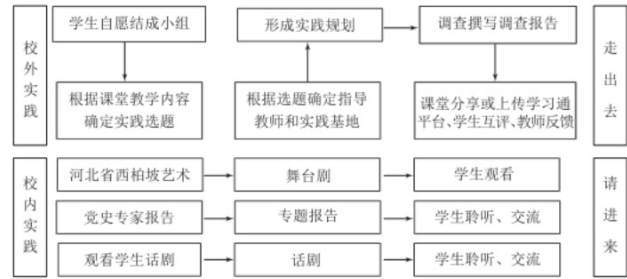 校外实践
学生自愿结成小组
形成实践规划
调查撰写调查报告
走出去
根据课堂教学内容
确定实践选题
根据选题确定指导
教师和实践基地
课堂分享或上传学习通
平台、学生互评、教师反馈
校内实践
河北省西柏坡艺术
舞台剧
学生观看
请进来
党史专家报告
专题报告
学生聆听、交流
观看学生话剧
话剧
学生聆听、交流